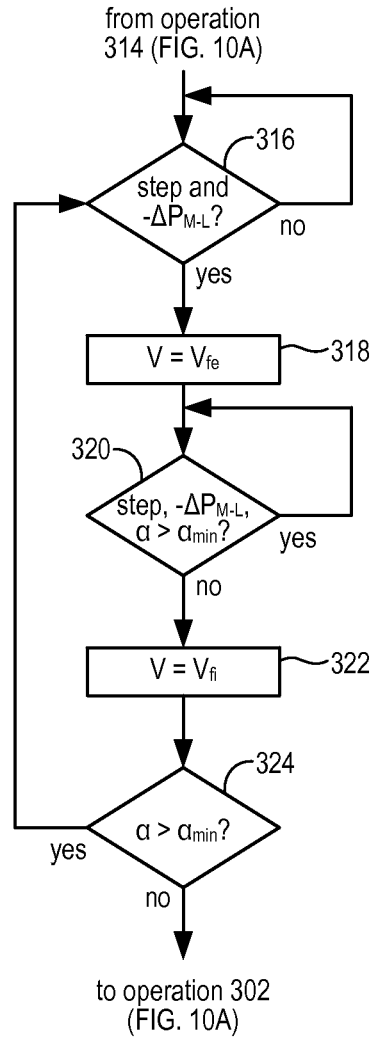 from operation
314 (FIG. 10A)
316
step and
-ΔPM-L?
no
yes
V = Vfe
318
320
step, -ΔPM-L,
α > αmin?
yes
no
V = Vfi
322
324
α > αmin?
yes
no
to operation 302
(FIG. 10A)